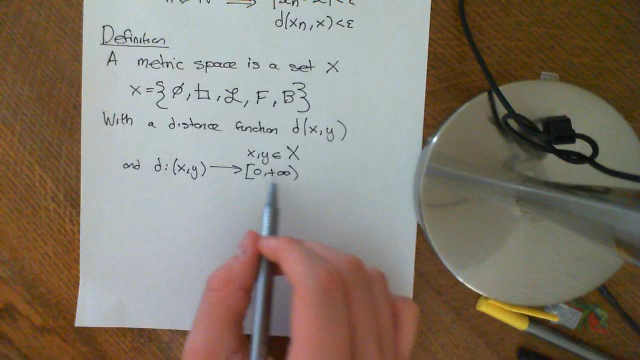 d(xₙ, x) < ε
Definition
A metric space is a set X
With a distance function d(x,y)
x,y ∈ X
and d: (x,y) ⟶ [0,+∞)